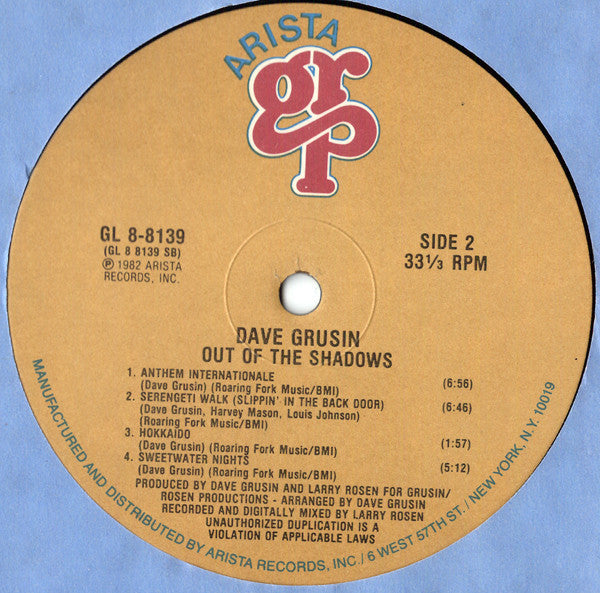 ARISTA
grp
GL 8-8139
(GL 8 8139 SB)
℗ 1982 ARISTA
RECORDS, INC.
SIDE 2
33 1/3 RPM
DAVE GRUSIN
OUT OF THE SHADOWS
1. ANTHEM INTERNATIONALE
(Dave Grusin) (Roaring Fork Music/BMI) (6:56)
2. SERENGETI WALK (SLIPPIN' IN THE BACK DOOR)
(Dave Grusin, Harvey Mason, Louis Johnson) (6:46)
(Roaring Fork Music/BMI)
3. HOKKAIDO
(Dave Grusin) (Roaring Fork Music/BMI) (1:57)
4. SWEETWATER NIGHTS
(Dave Grusin) (Roaring Fork Music/BMI) (5:12)
PRODUCED BY DAVE GRUSIN AND LARRY ROSEN FOR GRUSIN/
ROSEN PRODUCTIONS - ARRANGED BY DAVE GRUSIN
RECORDED AND DIGITALLY MIXED BY LARRY ROSEN
UNAUTHORIZED DUPLICATION IS A
VIOLATION OF APPLICABLE LAWS
MANUFACTURED AND DISTRIBUTED BY ARISTA RECORDS, INC / 6 WEST 57TH ST. / NEW YORK, N.Y. 10019